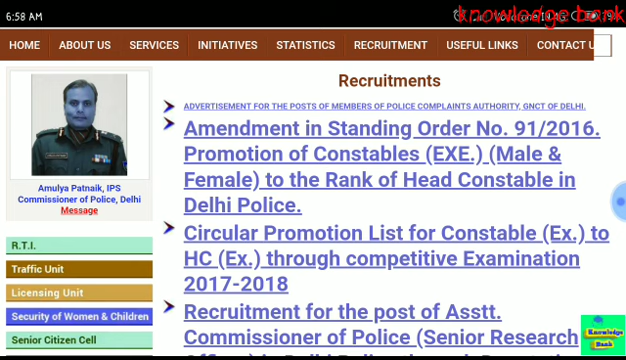 6:58 AM
knowledge bank
HOME ABOUT US SERVICES INITIATIVES STATISTICS RECRUITMENT USEFUL LINKS CONTACT U
Recruitments
ADVERTISEMENT FOR THE POSTS OF MEMBERS OF POLICE COMPLAINTS AUTHORITY, GNCT OF DELHI.
Amendment in Standing Order No. 91/2016.
Promotion of Constables (EXE.) (Male &
Female) to the Rank of Head Constable in
Delhi Police.
Circular Promotion List for Constable (Ex.) to
HC (Ex.) through competitive Examination
2017-2018
Recruitment for the post of Asstt.
Commissioner of Police (Senior Research
Amulya Patnaik, IPS
Commissioner of Police, Delhi
Message
R.T.I.
Traffic Unit
Licensing Unit
Security of Women & Children
Senior Citizen Cell
Knowledge
Bank